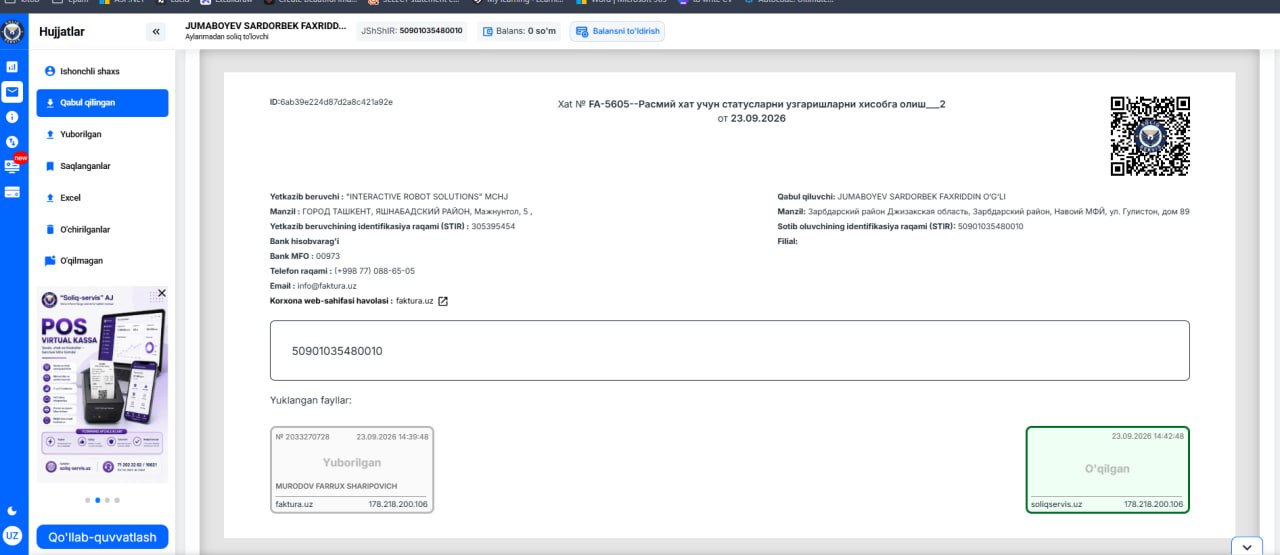 Hujjatlar
«
JUMABOYEV SARDORBEK FAXRIDD...
Aylanmadan soliq to'lovchi
JShShIR: 50901035480010
Balans: 0 so'm
Balansni to'ldirish
Ishonchli shaxs
Qabul qilingan
Yuborilgan
Saqlanganlar
Excel
O'chirilganlar
O'qilmagan
new
"Soliq-servis" AJ
POS
VIRTUAL KASSA
soliq-servis.uz
Qo'llab-quvvatlash
UZ
ID:6ab39e224d87d2a8c421a92e
Xat № FA-5605--Расмий хат учун статусларни узгаришларни хисобга олиш___2
от 23.09.2026
Yetkazib beruvchi : "INTERACTIVE ROBOT SOLUTIONS" MCHJ
Manzil : ГОРОД ТАШКЕНТ, ЯШНАБАДСКИЙ РАЙОН, Мажнунтол, 5 ,
Yetkazib beruvchining identifikasiya raqami (STIR) : 305395454
Bank hisobvarag'i
Bank MFO : 00973
Telefon raqami : (+998 77) 088-65-05
Email : info@faktura.uz
Korxona web-sahifasi havolasi : faktura.uz
Qabul qiluvchi: JUMABOYEV SARDORBEK FAXRIDDIN O'G'LI
Manzil: Зарбдарский район Джизакская область, Зарбдарский район, Навоий МФЙ, ул. Гулистон, дом 89
Sotib oluvchining identifikasiya raqami (STIR): 50901035480010
Filial:
50901035480010
Yuklangan fayllar:
№ 2033270728 23.09.2026 14:39:48
Yuborilgan
MURODOV FARRUX SHARIPOVICH
faktura.uz 178.218.200.106
23.09.2026 14:42:48
O'qilgan
soliqservis.uz 178.218.200.106